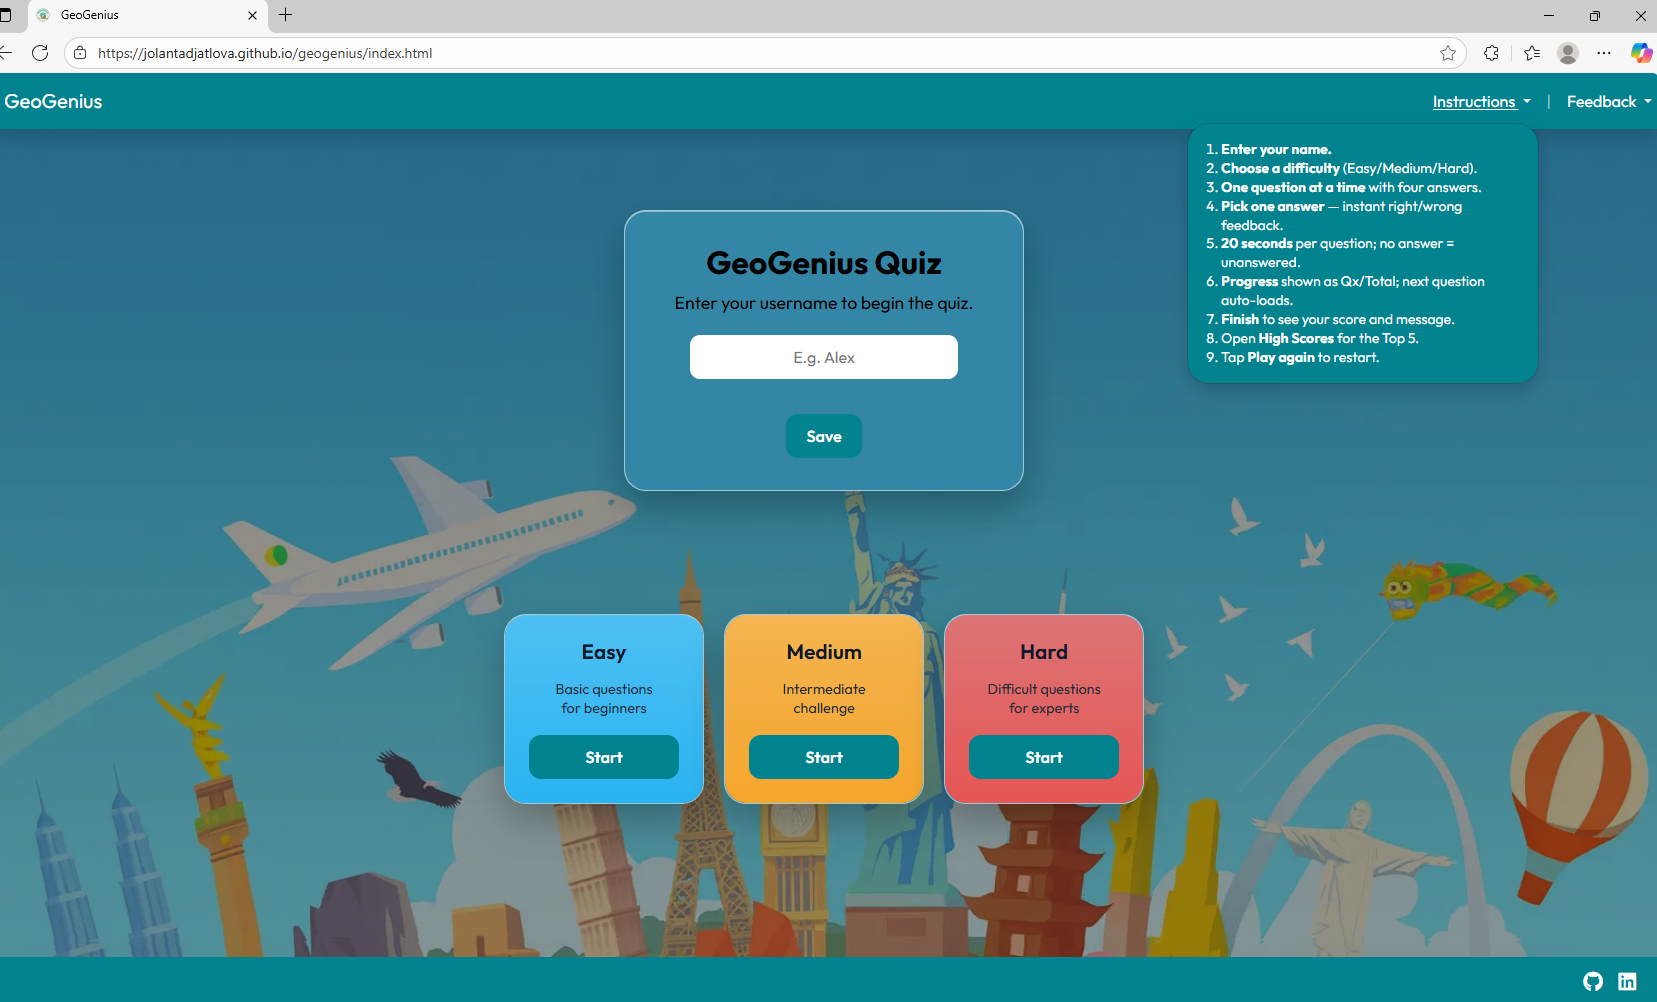 GeoGenius
https://jolantadjatlova.github.io/geogenius/index.html
GeoGenius
Instructions
|
Feedback
1. Enter your name.
2. Choose a difficulty (Easy/Medium/Hard).
3. One question at a time with four answers.
4. Pick one answer — instant right/wrong
feedback.
5. 20 seconds per question; no answer =
unanswered.
6. Progress shown as Qx/Total; next question
auto-loads.
7. Finish to see your score and message.
8. Open High Scores for the Top 5.
9. Tap Play again to restart.
GeoGenius Quiz
Enter your username to begin the quiz.
E.g. Alex
Save
Easy
Basic questions
for beginners
Start
Medium
Intermediate
challenge
Start
Hard
Difficult questions
for experts
Start